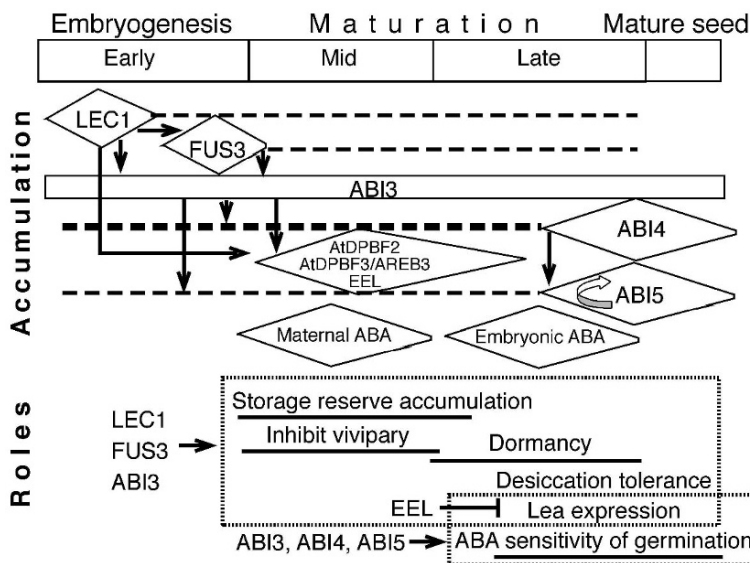 Embryogenesis Maturation Mature seed
Early Mid Late
Accumulation
LEC1
FUS3
ABI3
ABI4
AtDPBF2
AtDPBF3/AREB3
EEL
ABI5
Maternal ABA
Embryonic ABA
Roles
LEC1
FUS3
ABI3
Storage reserve accumulation
Inhibit vivipary
Dormancy
Desiccation tolerance
EEL
Lea expression
ABI3, ABI4, ABI5
ABA sensitivity of germination